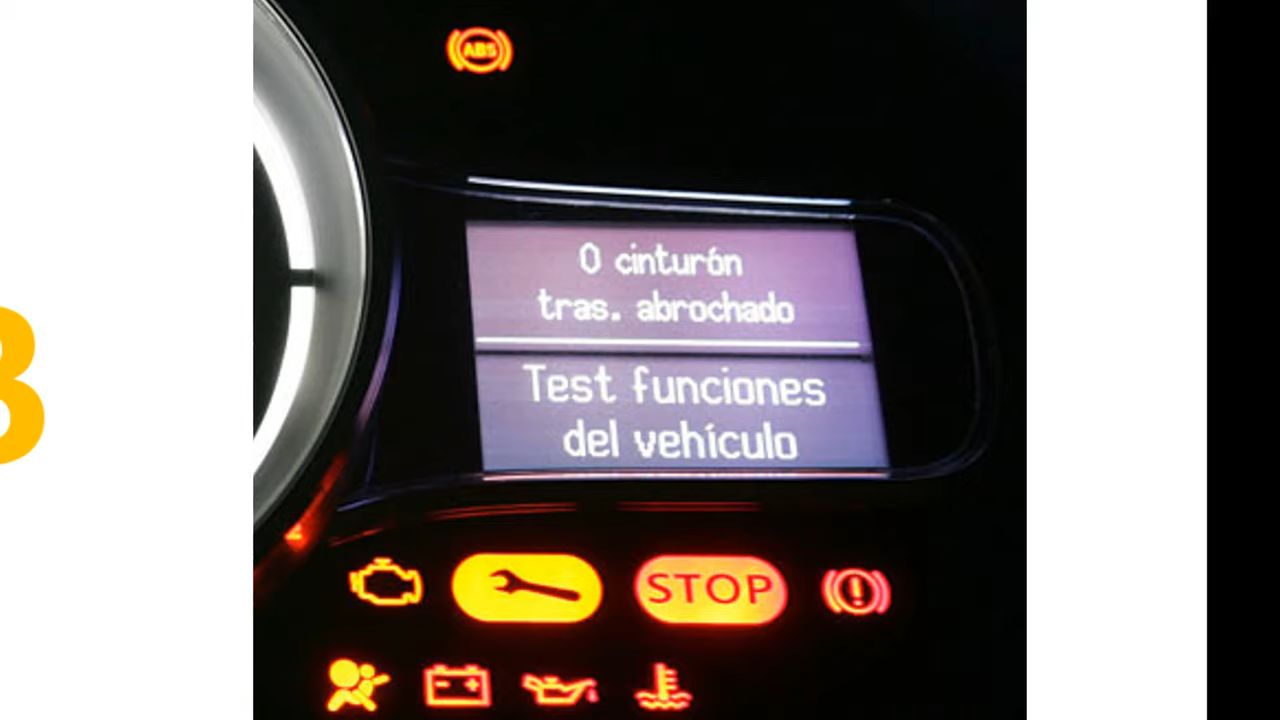 ABS
0 cinturón
tras. abrochado
Test funciones
del vehículo
STOP